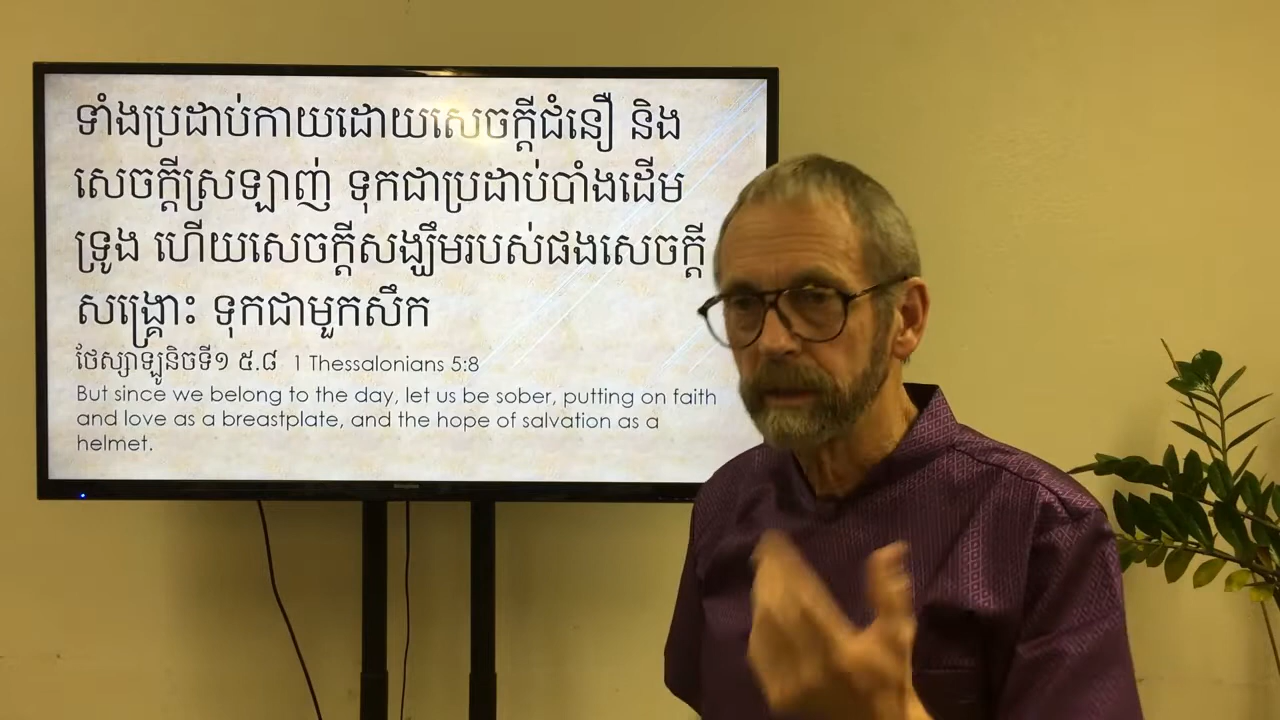 ទាំងប្រដាប់កាយដោយសេចក្ដីជំនឿ និង
សេចក្ដីស្រឡាញ់ ទុកជាប្រដាប់បាំងដើម
ទ្រូង ហើយសេចក្ដីសង្ឃឹមរបស់ផងសេចក្ដី
សង្គ្រោះ ទុកជាមួកសឹក
ថែស្សាឡូនិចទី១ ៥.៨ 1 Thessalonians 5:8
But since we belong to the day, let us be sober, putting on faith
and love as a breastplate, and the hope of salvation as a
helmet.